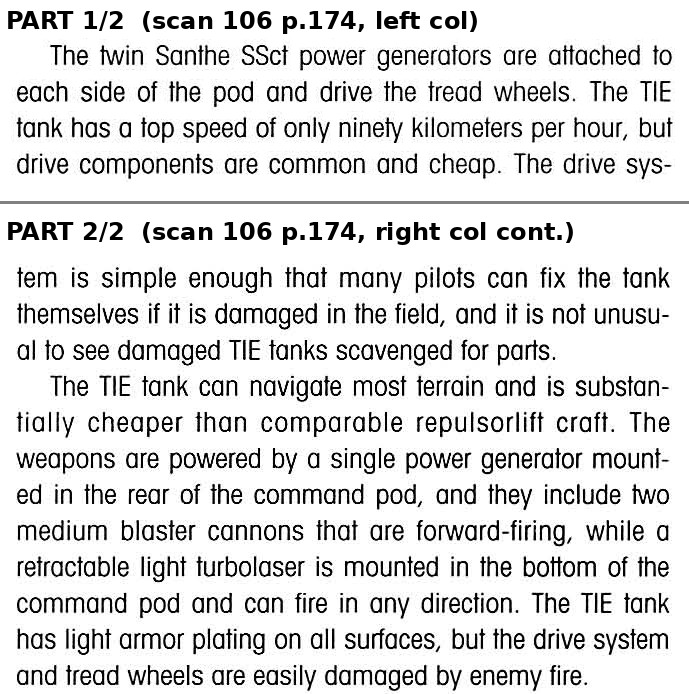 PART 1/2 (scan 106 p.174, left col)
The twin Santhe SSct power generators are attached to
each side of the pod and drive the tread wheels. The TIE
tank has a top speed of only ninety kilometers per hour, but
drive components are common and cheap. The drive sys-
PART 2/2 (scan 106 p.174, right col cont.)
tem is simple enough that many pilots can fix the tank
themselves if it is damaged in the field, and it is not unusu-
al to see damaged TIE tanks scavenged for parts.
The TIE tank can navigate most terrain and is substan-
tially cheaper than comparable repulsorlift craft. The
weapons are powered by a single power generator mount-
ed in the rear of the command pod, and they include two
medium blaster cannons that are forward-firing, while a
retractable light turbolaser is mounted in the bottom of the
command pod and can fire in any direction. The TIE tank
has light armor plating on all surfaces, but the drive system
and tread wheels are easily damaged by enemy fire.